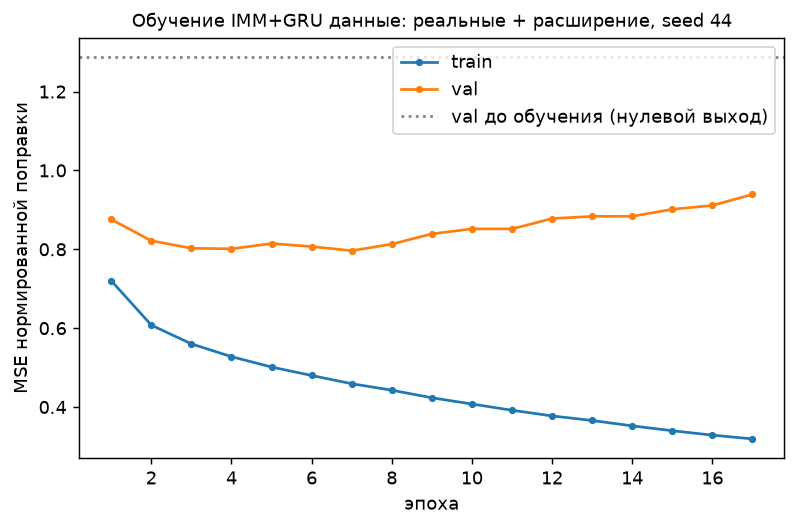 Обучение IMM+GRU данные: реальные + расширение, seed 44
train
val
val до обучения (нулевой выход)
MSE нормированной поправки
1.2
1.0
0.8
0.6
0.4
2
4
6
8
10
12
14
16
эпоха